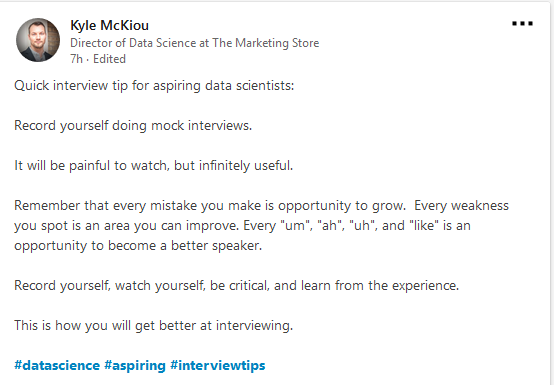 Kyle McKiou
Director of Data Science at The Marketing Store
7h · Edited
Quick interview tip for aspiring data scientists:
Record yourself doing mock interviews.
It will be painful to watch, but infinitely useful.
Remember that every mistake you make is opportunity to grow.  Every weakness
you spot is an area you can improve. Every "um", "ah", "uh", and "like" is an
opportunity to become a better speaker.
Record yourself, watch yourself, be critical, and learn from the experience.
This is how you will get better at interviewing.
#datascience #aspiring #interviewtips